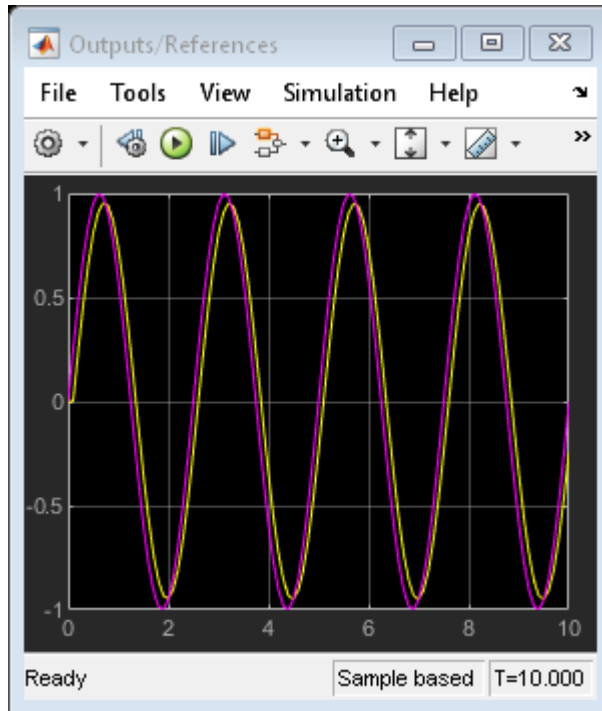 Outputs/References
File Tools View Simulation Help
1
0.5
0
-0.5
-1
0 2 4 6 8 10
Ready Sample based T=10.000